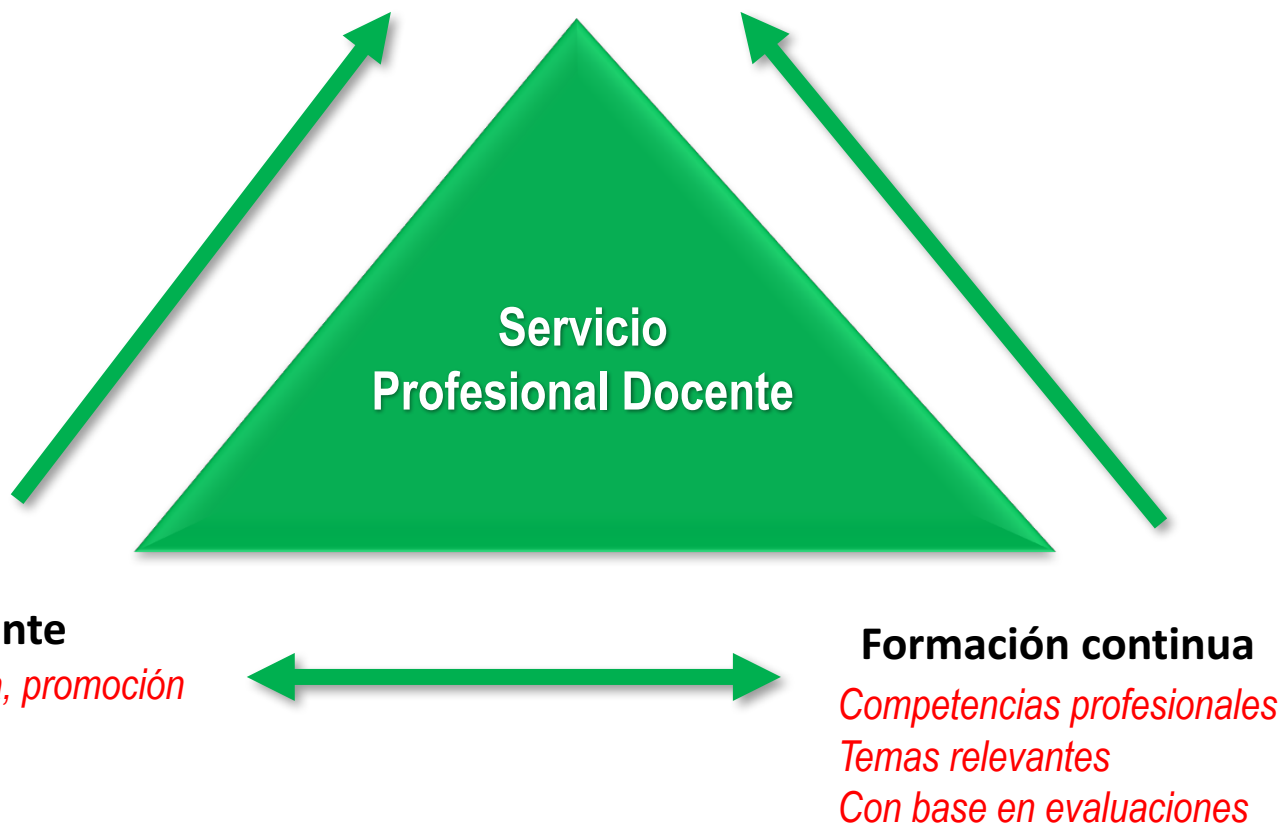 Servicio
Profesional Docente
nte
, promoción
Formación continua
Competencias profesionales
Temas relevantes
Con base en evaluaciones